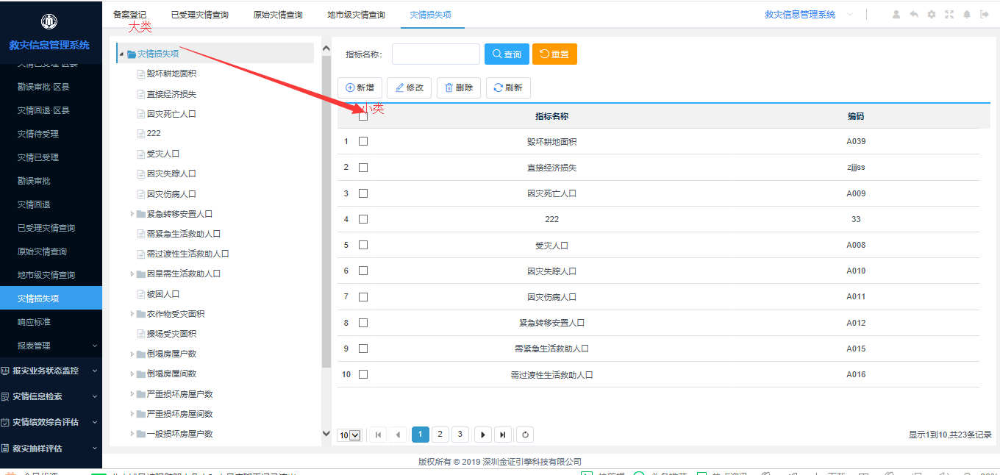 备案登记 已受理灾情查询 原始灾情查询 地市级灾情查询 灾情损失项 救灾信息管理系统
救灾信息管理系统
灾情已受理·区县
勘误审批·区县
灾情回退·区县
灾情待受理
灾情已受理
勘误审批
灾情回退
已受理灾情查询
原始灾情查询
地市级灾情查询
灾情损失项
响应标准
报表管理
报灾业务状态监控
灾情信息检索
灾情绩效综合评估
救灾抽样评估
大类
灾情损失项
毁坏耕地面积
直接经济损失
因灾死亡人口
222
受灾人口
因灾失踪人口
因灾伤病人口
紧急转移安置人口
需紧急生活救助人口
需过渡性生活救助人口
因旱需生活救助人口
被困人口
农作物受灾面积
操场受灾面积
倒塌房屋户数
倒塌房屋间数
严重损坏房屋户数
严重损坏房屋间数
一般损坏房屋户数
指标名称: 查询 重置
新增 修改 删除 刷新
小类
指标名称 编码
1 毁坏耕地面积 A039
2 直接经济损失 zjjjss
3 因灾死亡人口 A009
4 222 33
5 受灾人口 A008
6 因灾失踪人口 A010
7 因灾伤病人口 A011
8 紧急转移安置人口 A012
9 需紧急生活救助人口 A015
10 需过渡性生活救助人口 A016
10 1 2 3 显示1到10,共23条记录
版权所有 © 2019 深圳金证引擎科技有限公司